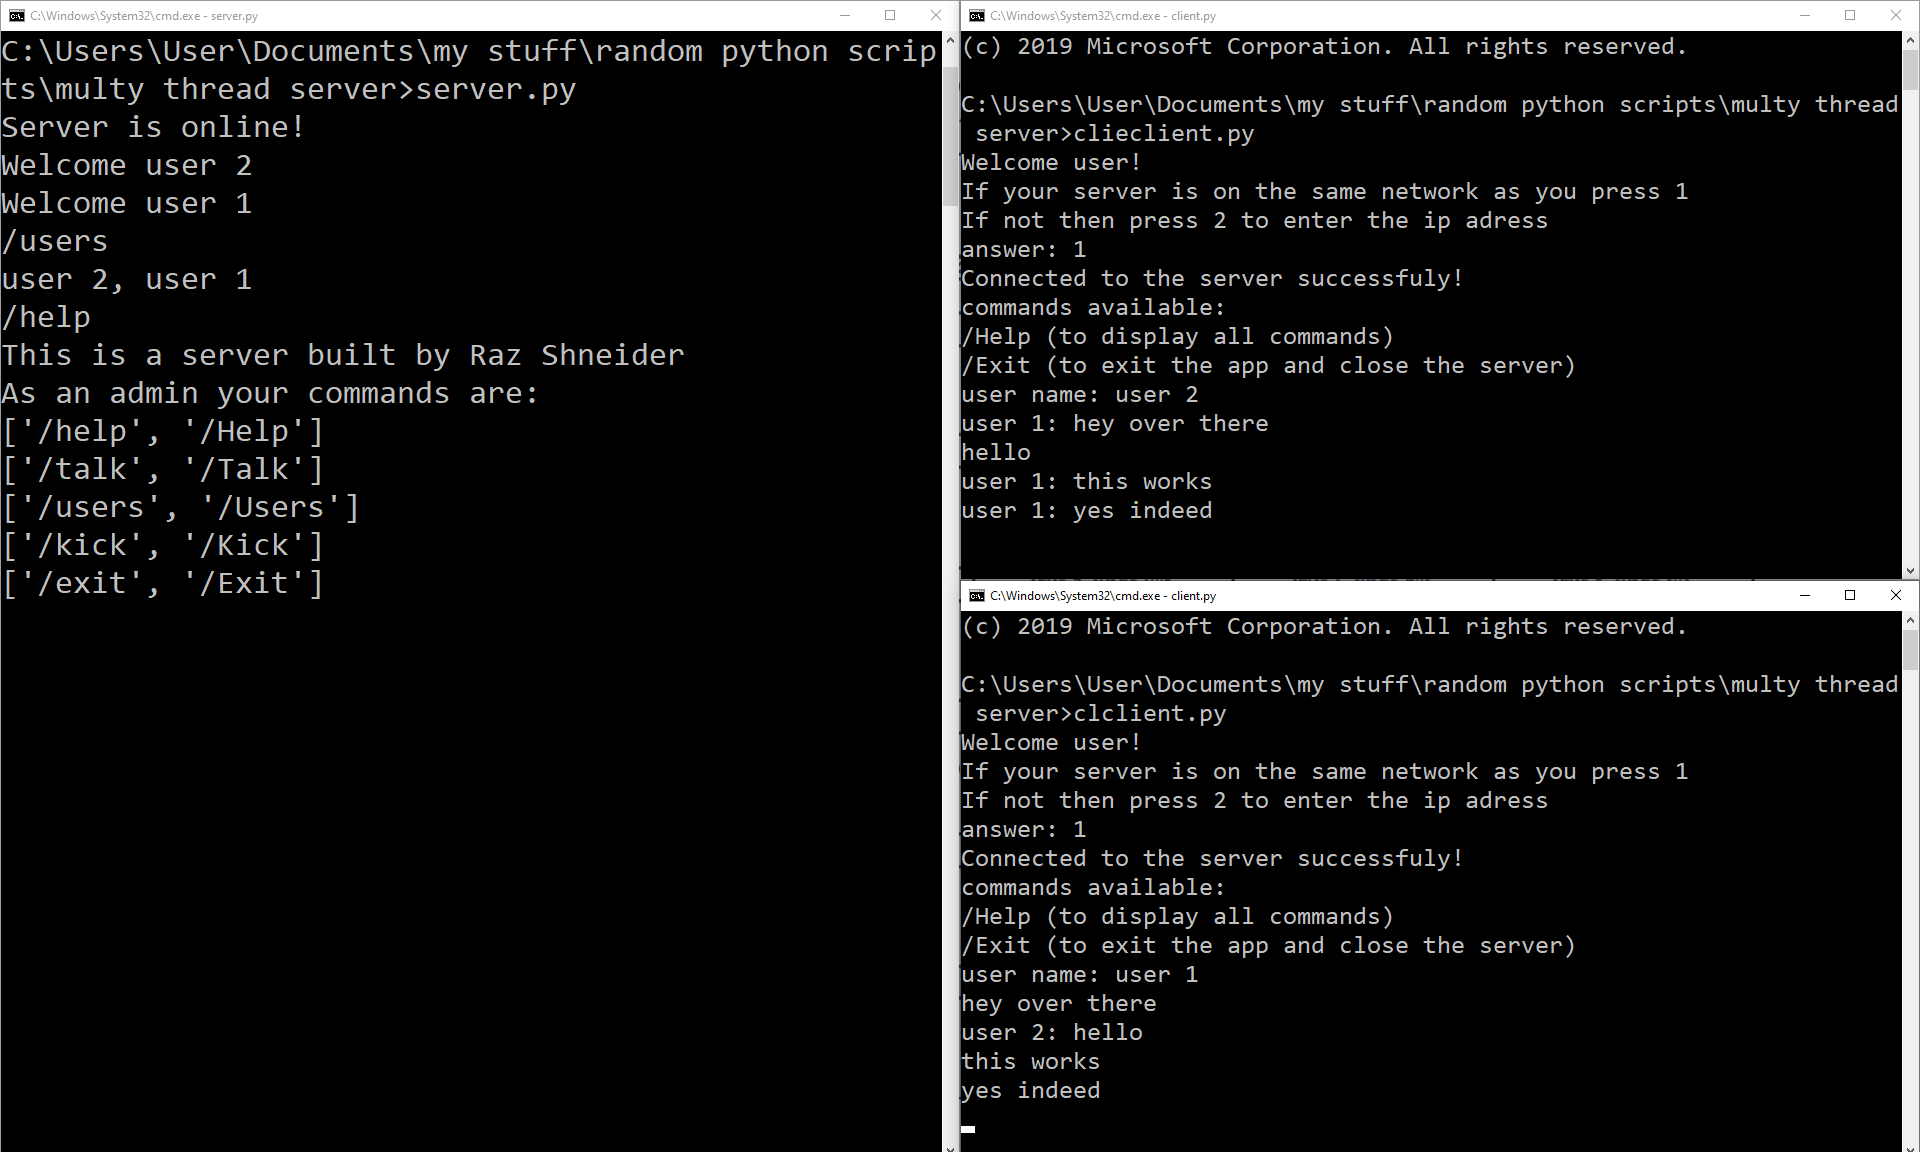 C:\Windows\System32\cmd.exe - server.py
C:\Users\User\Documents\my stuff\random python scrip
ts\multy thread server>server.py
Server is online!
Welcome user 2
Welcome user 1
/users
user 2, user 1
/help
This is a server built by Raz Shneider
As an admin your commands are:
['/help', '/Help']
['/talk', '/Talk']
['/users', '/Users']
['/kick', '/Kick']
['/exit', '/Exit']
C:\Windows\System32\cmd.exe - client.py
(c) 2019 Microsoft Corporation. All rights reserved.
C:\Users\User\Documents\my stuff\random python scripts\multy thread
server>clieclient.py
Welcome user!
If your server is on the same network as you press 1
If not then press 2 to enter the ip adress
answer: 1
Connected to the server successfuly!
commands available:
/Help (to display all commands)
/Exit (to exit the app and close the server)
user name: user 2
user 1: hey over there
hello
user 1: this works
user 1: yes indeed
C:\Windows\System32\cmd.exe - client.py
(c) 2019 Microsoft Corporation. All rights reserved.
C:\Users\User\Documents\my stuff\random python scripts\multy thread
server>clclient.py
Welcome user!
If your server is on the same network as you press 1
If not then press 2 to enter the ip adress
answer: 1
Connected to the server successfuly!
commands available:
/Help (to display all commands)
/Exit (to exit the app and close the server)
user name: user 1
hey over there
user 2: hello
this works
yes indeed